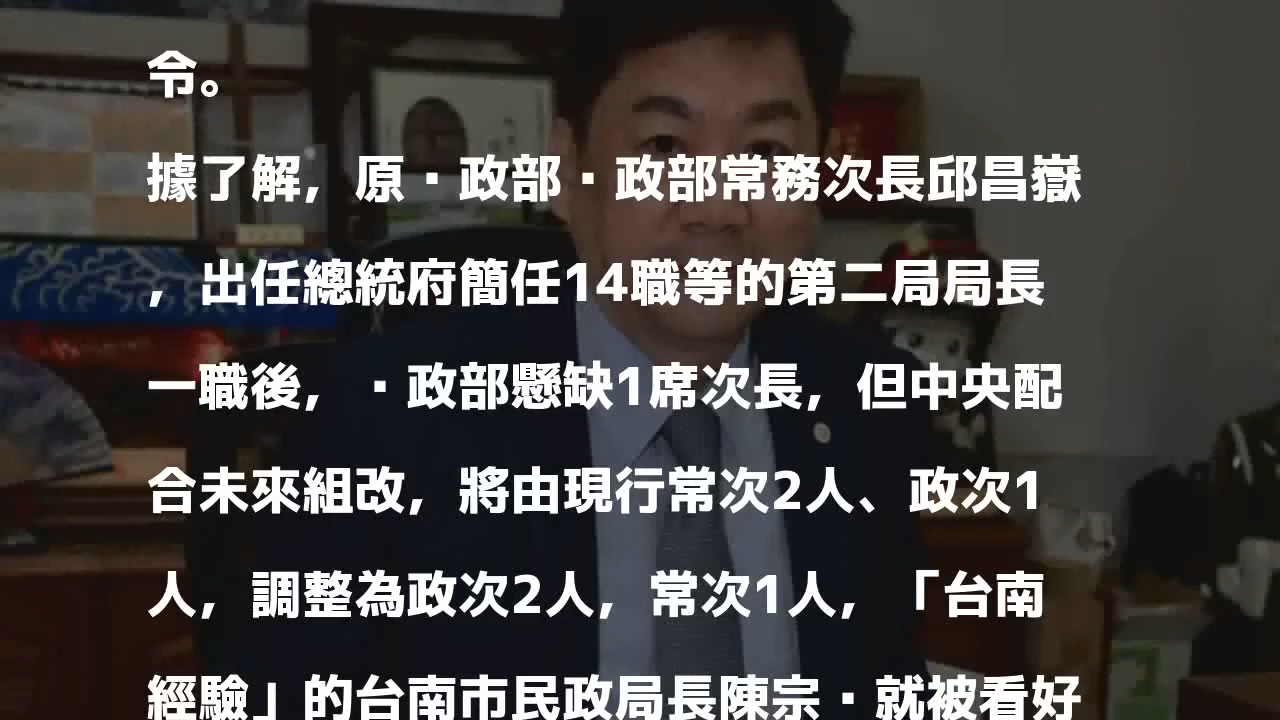 令。
據了解，原·政部·政部常務次長邱昌嶽
，出任總統府簡任14職等的第二局局長
一職後，·政部懸缺1席次長，但中央配
合未來組改，將由現行常次2人、政次1
人，調整為政次2人，常次1人，「台南
經驗」的台南市民政局長陳宗·就被看好